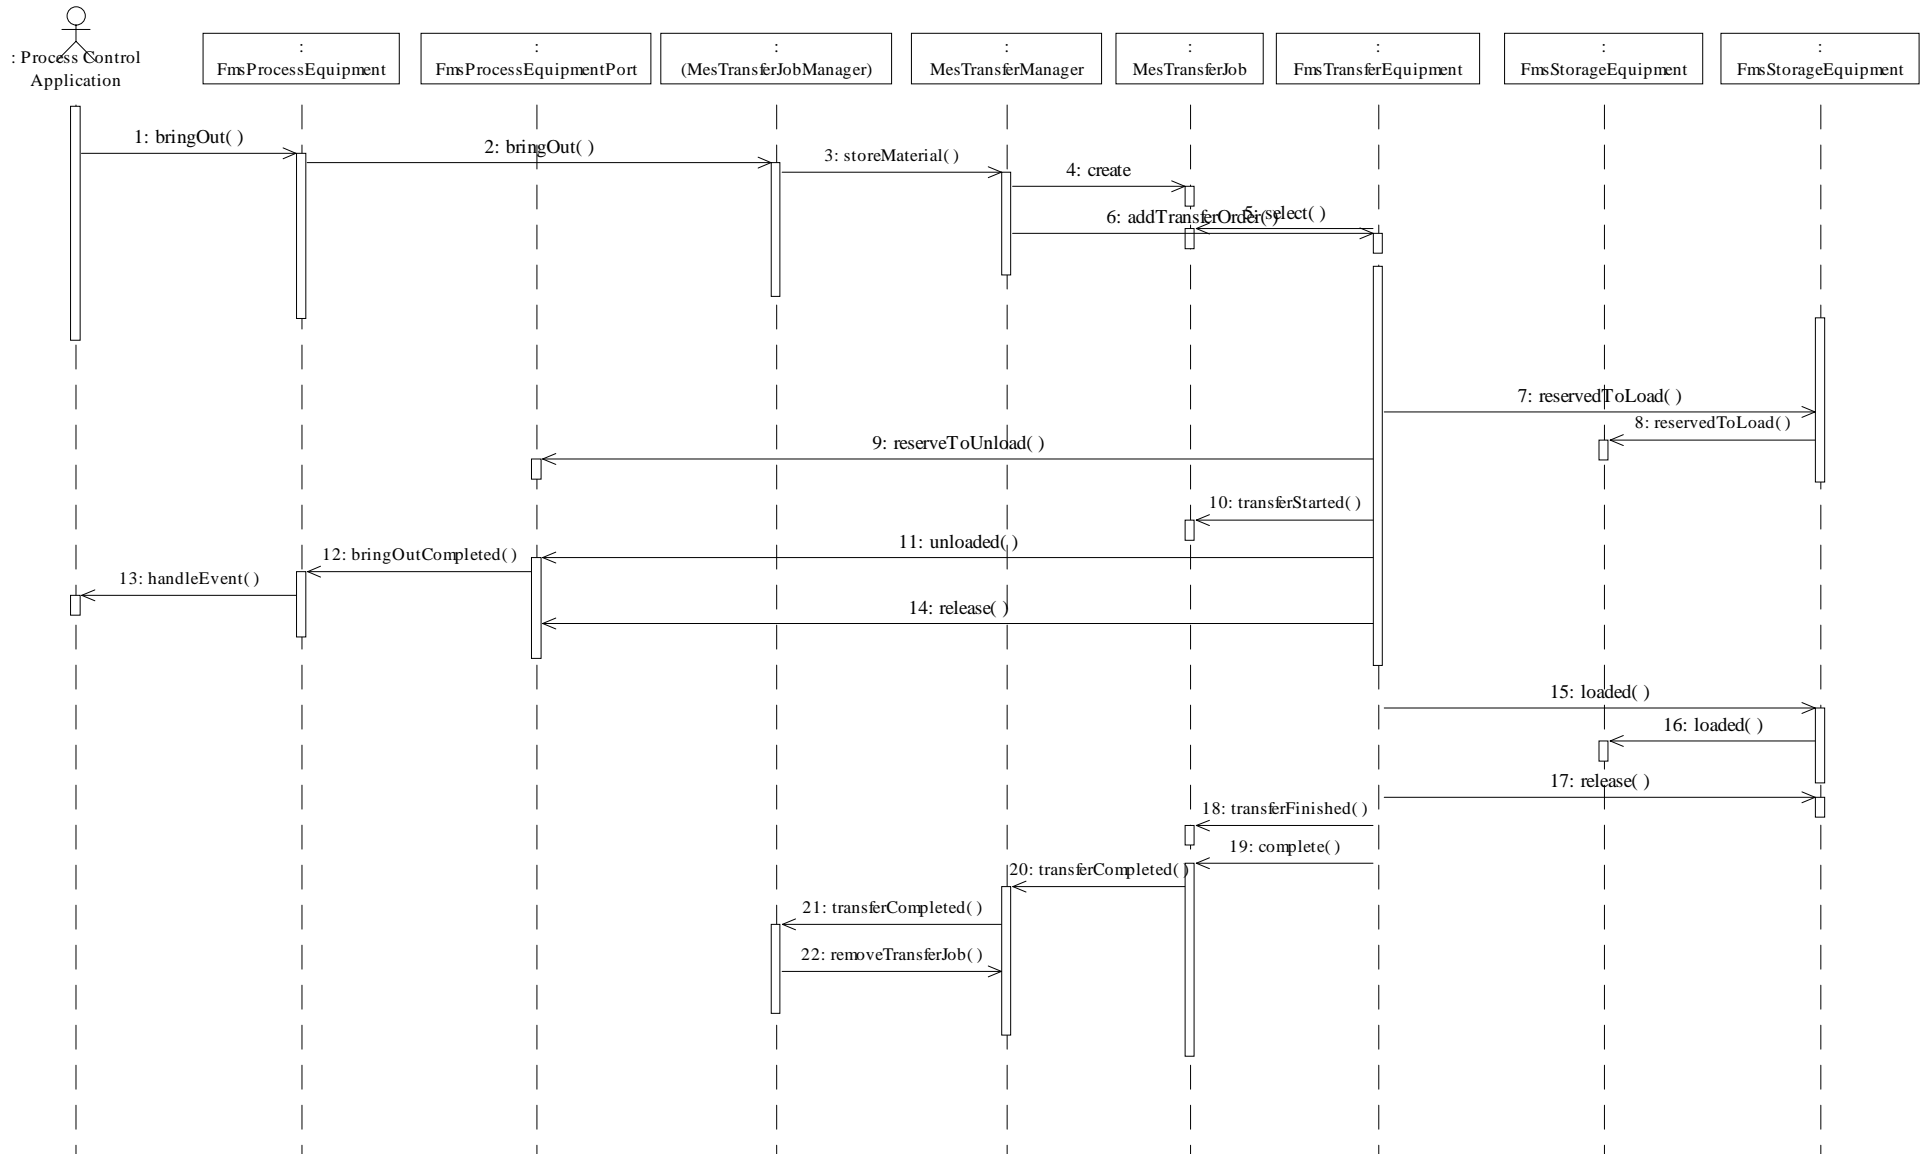 : Process Control
Application
:
FmsProcessEquipment
:
FmsProcessEquipmentPort
:
(MesTransferJobManager)
:
MesTransferManager
:
MesTransferJob
:
FmsTransferEquipment
:
FmsStorageEquipment
:
FmsStorageEquipment
1: bringOut( )
2: bringOut( )
3: storeMaterial( )
4: create
5: select( )
6: addTransferOrder( )
7: reservedToLoad( )
8: reservedToLoad( )
9: reserveToUnload( )
10: transferStarted( )
11: unloaded( )
12: bringOutCompleted( )
13: handleEvent( )
14: release( )
15: loaded( )
16: loaded( )
17: release( )
18: transferFinished( )
19: complete( )
20: transferCompleted( )
21: transferCompleted( )
22: removeTransferJob( )